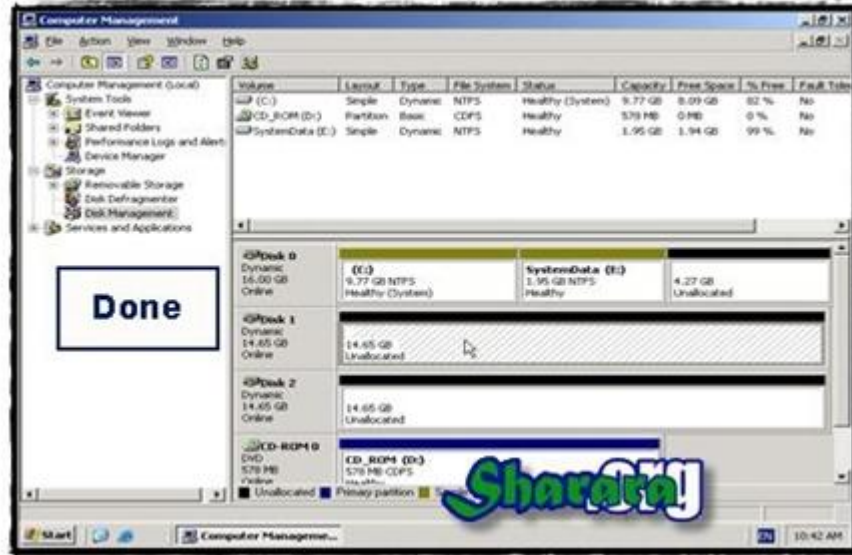 Computer Management
File Action View Window Help
Computer Management (Local)
System Tools
Event Viewer
Shared Folders
Performance Logs and Alert
Device Manager
Storage
Removable Storage
Disk Defragmenter
Disk Management
Services and Applications
Volume Layout Type File System Status Capacity Free Space % Free Fault Tole
(C:) Simple Dynamic NTFS Healthy (System) 9.77 GB 8.09 GB 82 % No
CD_ROM (D:) Partition Basic CDFS Healthy 578 MB 0 MB 0 % No
SystemData (E:) Simple Dynamic NTFS Healthy 1.95 GB 1.94 GB 99 % No
Done
Disk 0
Dynamic
16.00 GB
Online
(C:)
9.77 GB NTFS
Healthy (System)
SystemData (E:)
1.95 GB NTFS
Healthy
4.27 GB
Unallocated
Disk 1
Dynamic
14.65 GB
Online
14.65 GB
Unallocated
Disk 2
Dynamic
14.65 GB
Online
14.65 GB
Unallocated
CD-ROM 0
DVD
578 MB
Online
CD_ROM (D:)
578 MB CDFS
Healthy
Unallocated Primary partition
Sharara.org
Start Computer Manageme... EN 10:42 AM